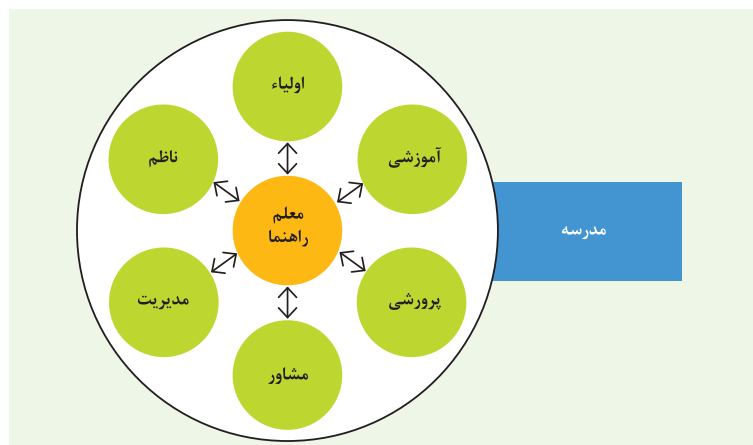 اولیاء
آموزشی
ناظم
معلم
راهنما
مدرسه
پرورشی
مدیریت
مشاور